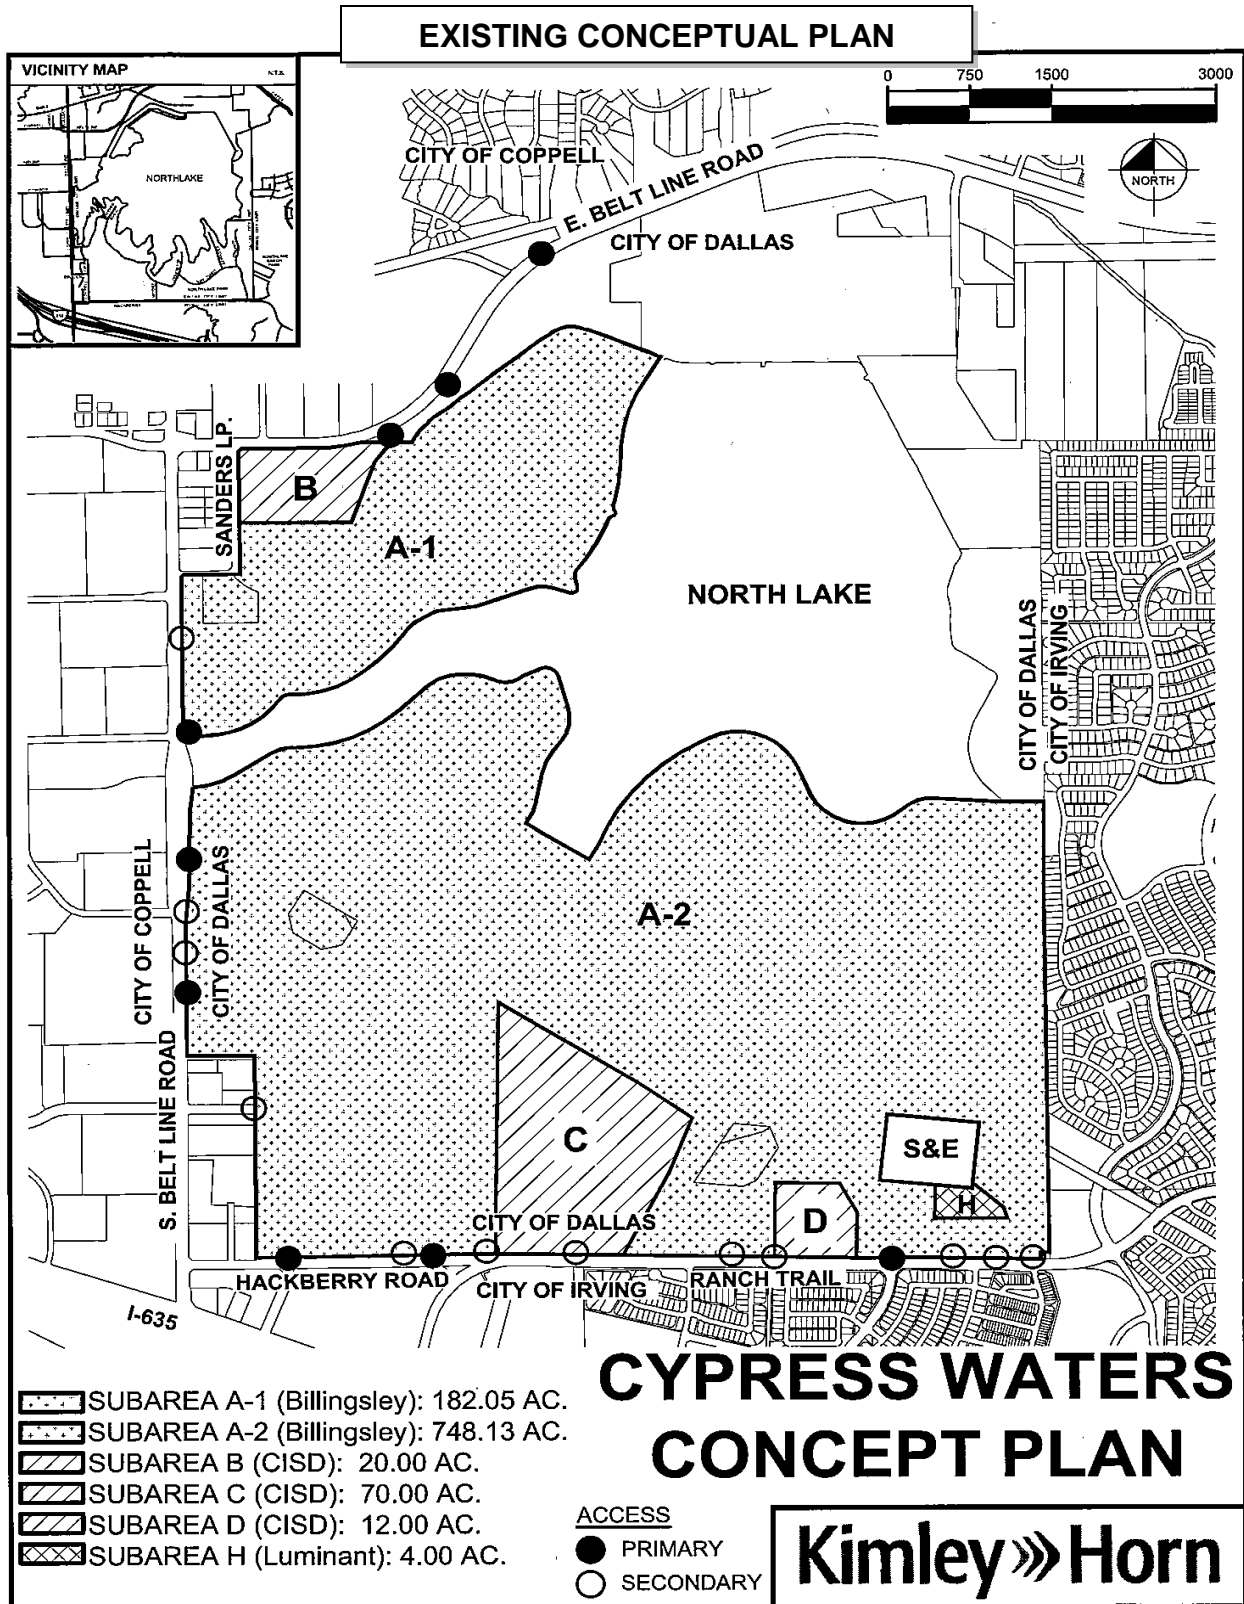 EXISTING CONCEPTUAL PLAN
VICINITY MAP
N.T.S.
NORTHLAKE
0 750 1500 3000
NORTH
CITY OF COPPELL
E. BELT LINE ROAD
CITY OF DALLAS
SANDERS LP.
B
A-1
NORTH LAKE
CITY OF DALLAS
CITY OF IRVING
CITY OF COPPELL
CITY OF DALLAS
A-2
S. BELT LINE ROAD
C
S&E
H
D
CITY OF DALLAS
HACKBERRY ROAD
CITY OF IRVING
RANCH TRAIL
I-635
CYPRESS WATERS
CONCEPT PLAN
SUBAREA A-1 (Billingsley): 182.05 AC.
SUBAREA A-2 (Billingsley): 748.13 AC.
SUBAREA B (CISD): 20.00 AC.
SUBAREA C (CISD): 70.00 AC.
SUBAREA D (CISD): 12.00 AC.
SUBAREA H (Luminant): 4.00 AC.
ACCESS
PRIMARY
SECONDARY
Kimley»Horn